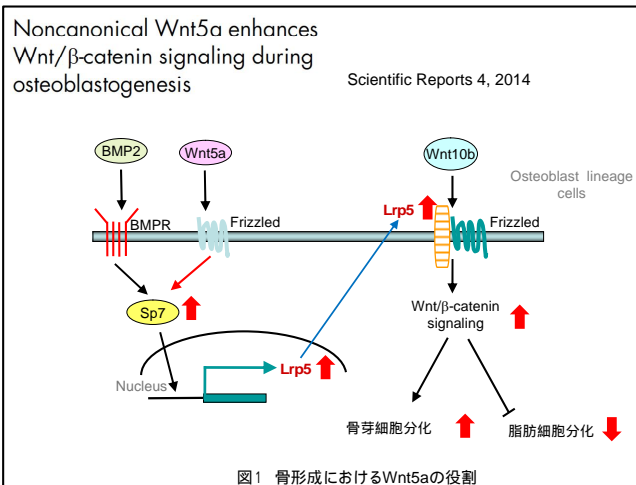 Noncanonical Wnt5a enhances
Wnt/β-catenin signaling during
osteoblastogenesis
Scientific Reports 4, 2014
BMP2
Wnt5a
Wnt10b
Osteoblast lineage
cells
Lrp5
BMPR
Frizzled
Frizzled
Sp7
Wnt/β-catenin
signaling
Lrp5
Nucleus
骨芽細胞分化
脂肪細胞分化
図1 骨形成におけるWnt5aの役割